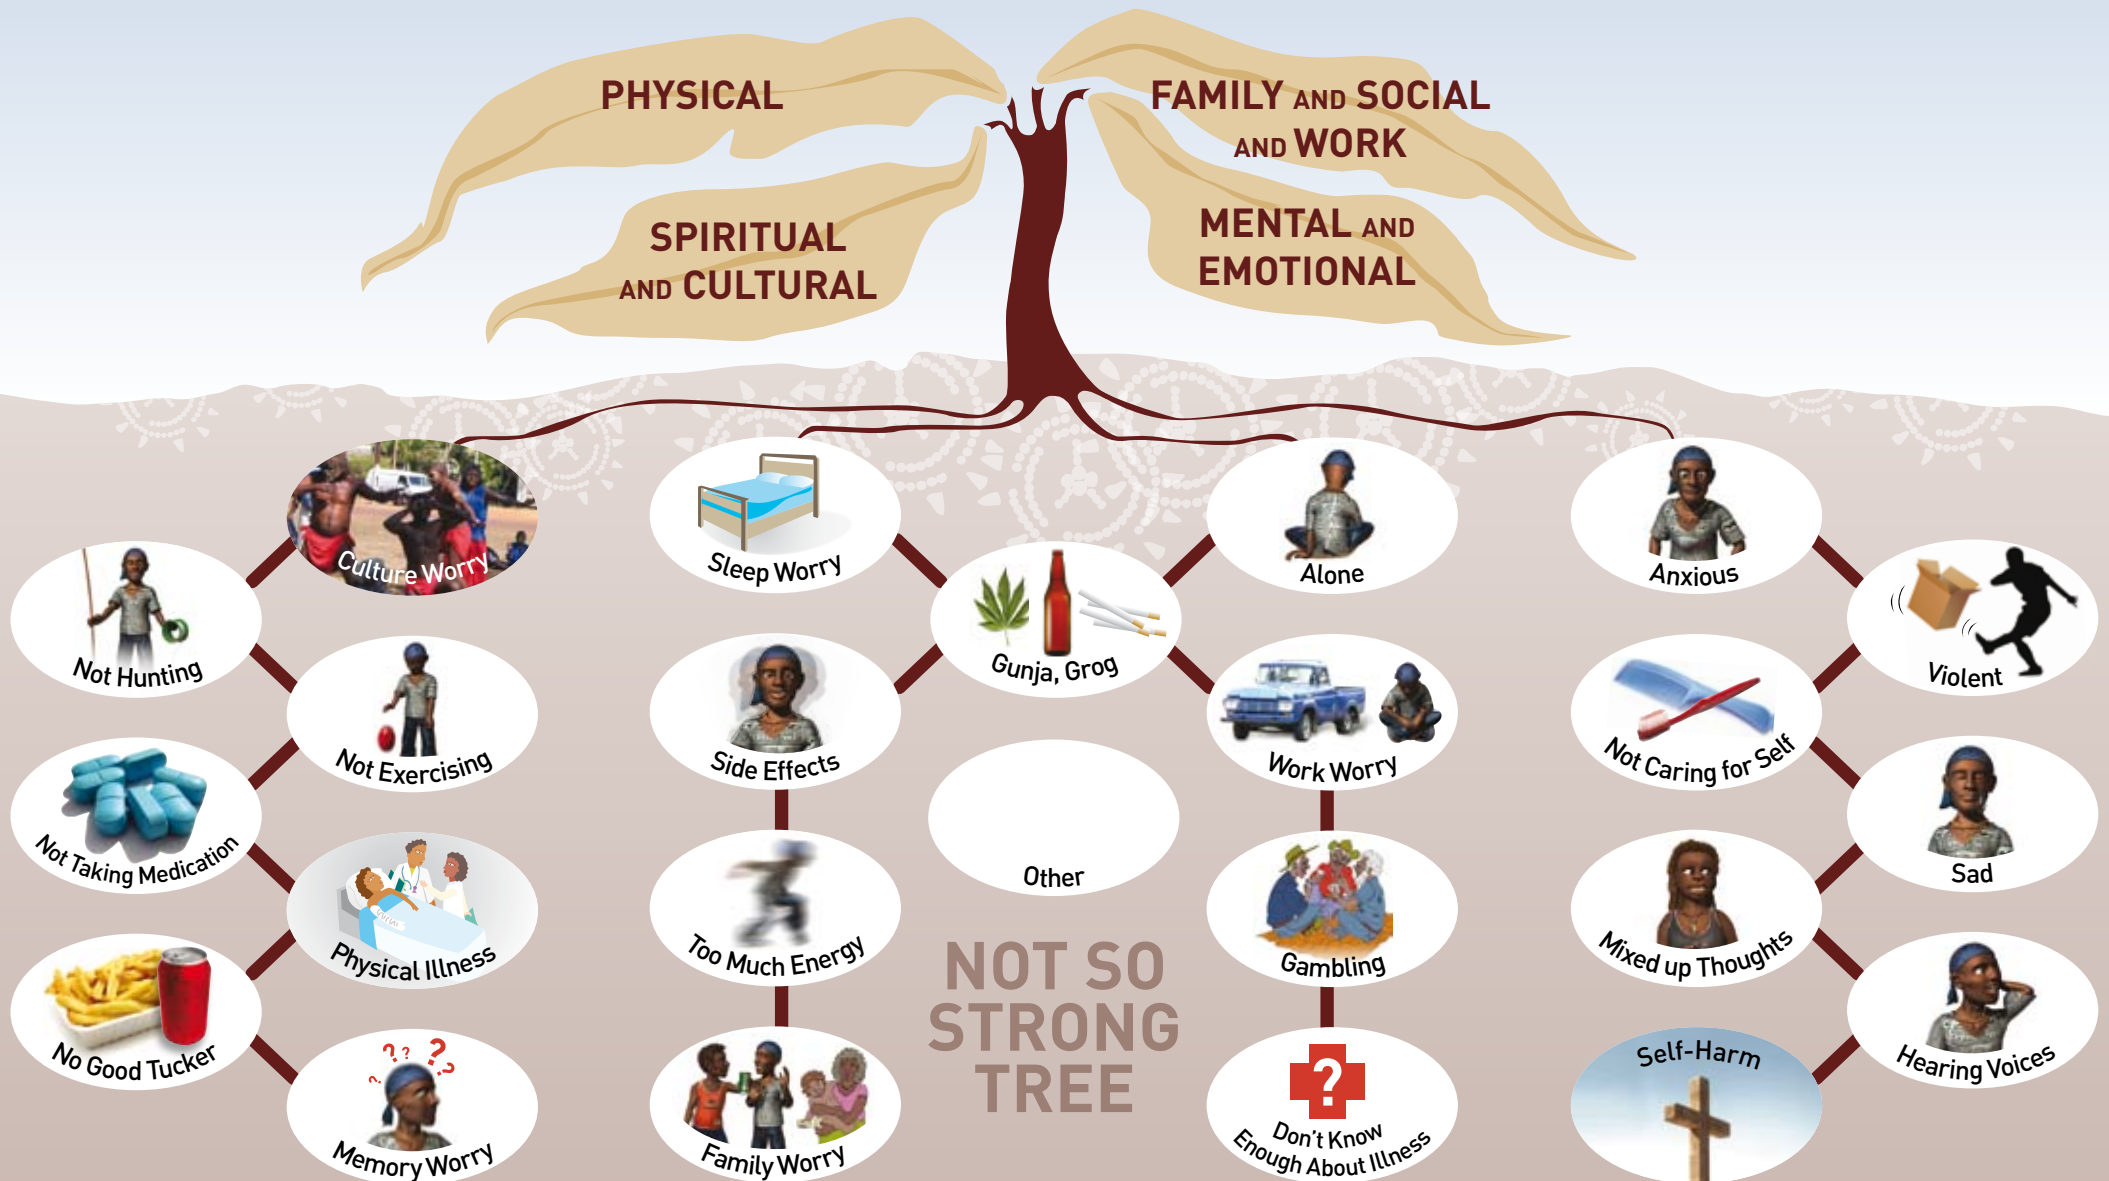 PHYSICAL
FAMILY AND SOCIAL
AND WORK
SPIRITUAL
AND CULTURAL
MENTAL AND
EMOTIONAL
Culture Worry
Sleep Worry
Alone
Anxious
Not Hunting
Gunja, Grog
Violent
Not Exercising
Side Effects
Work Worry
Not Caring for Self
Not Taking Medication
Other
Sad
Physical Illness
Too Much Energy
Gambling
Mixed up Thoughts
No Good Tucker
NOT SO
STRONG
TREE
Self-Harm
Hearing Voices
Memory Worry
??
?
?
?
Family Worry
?
Don't Know
Enough About Illness